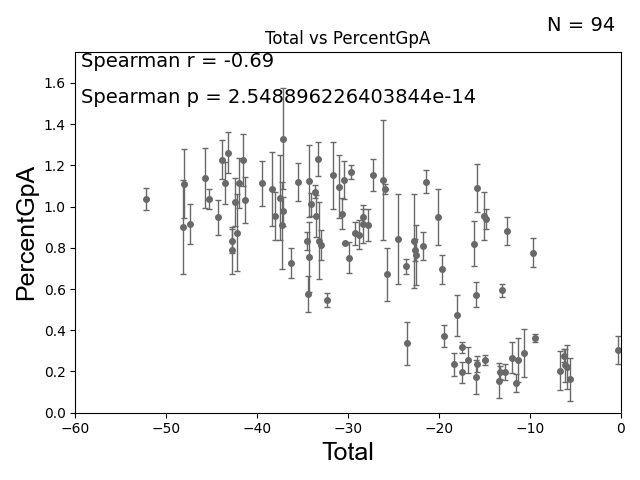 N = 94
Total vs PercentGpA
Spearman r = -0.69
Spearman p = 2.548896226403844e-14
PercentGpA
1.6
1.4
1.2
1.0
0.8
0.6
0.4
0.2
0.0
−60 −50 −40 −30 −20 −10 0
Total